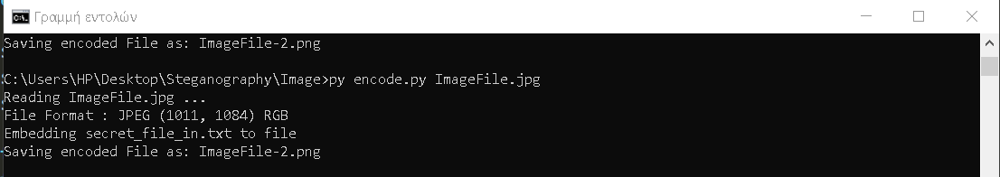 Γραμμή εντολών
Saving encoded File as: ImageFile-2.png
C:\Users\HP\Desktop\Steganography\Image>py encode.py ImageFile.jpg
Reading ImageFile.jpg ...
File Format : JPEG (1011, 1084) RGB
Embedding secret_file_in.txt to file
Saving encoded File as: ImageFile-2.png